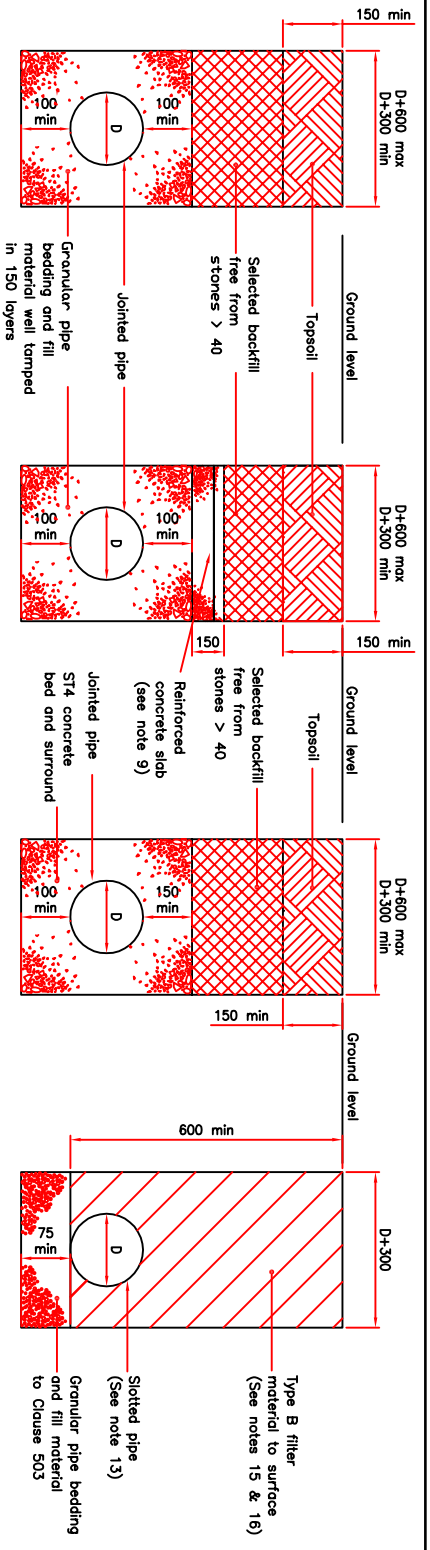 150 min
D+600 max
D+300 min
Ground level
Topsoil
Selected backfill
free from
stones > 40
100
min
D
100
min
Jointed pipe
Granular pipe
bedding and fill
material well tamped
in 150 layers
D+600 max
D+300 min
150 min
Ground level
Topsoil
Selected backfill
free from
stones > 40
150
Reinforced
concrete slab
(see note 9)
100
min
D
100
min
Jointed pipe
ST4 concrete
bed and surround
D+600 max
D+300 min
150 min
Ground level
150
min
D
100
min
600 min
D+300
Type B filter
material to surface
(See notes 15 & 16)
D
75
min
Slotted pipe
(See note 13)
Granular pipe bedding
and fill material
to Clause 503